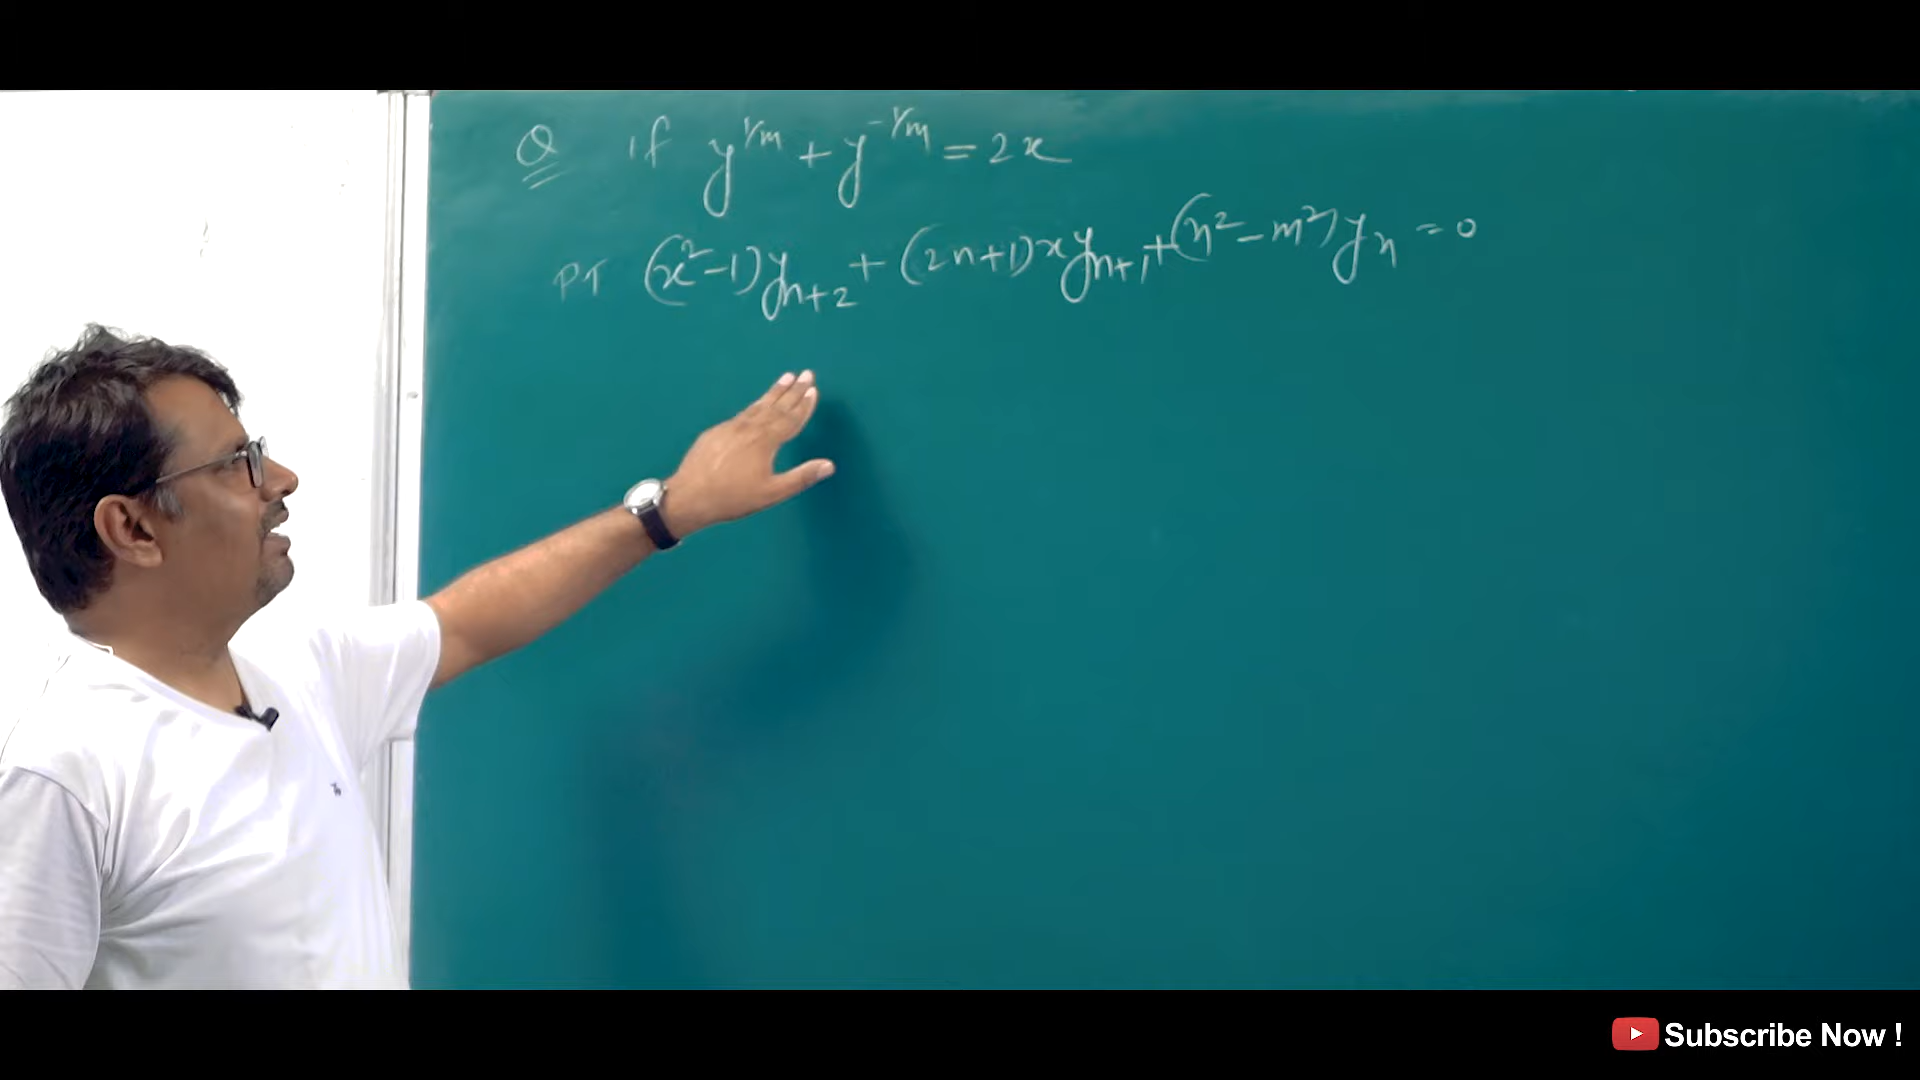 Q if y^{1/m} + y^{-1/m} = 2x
PT (x²-1)y_{n+2} + (2n+1)xy_{n+1} + (n²-m²)y_n = 0
Subscribe Now !